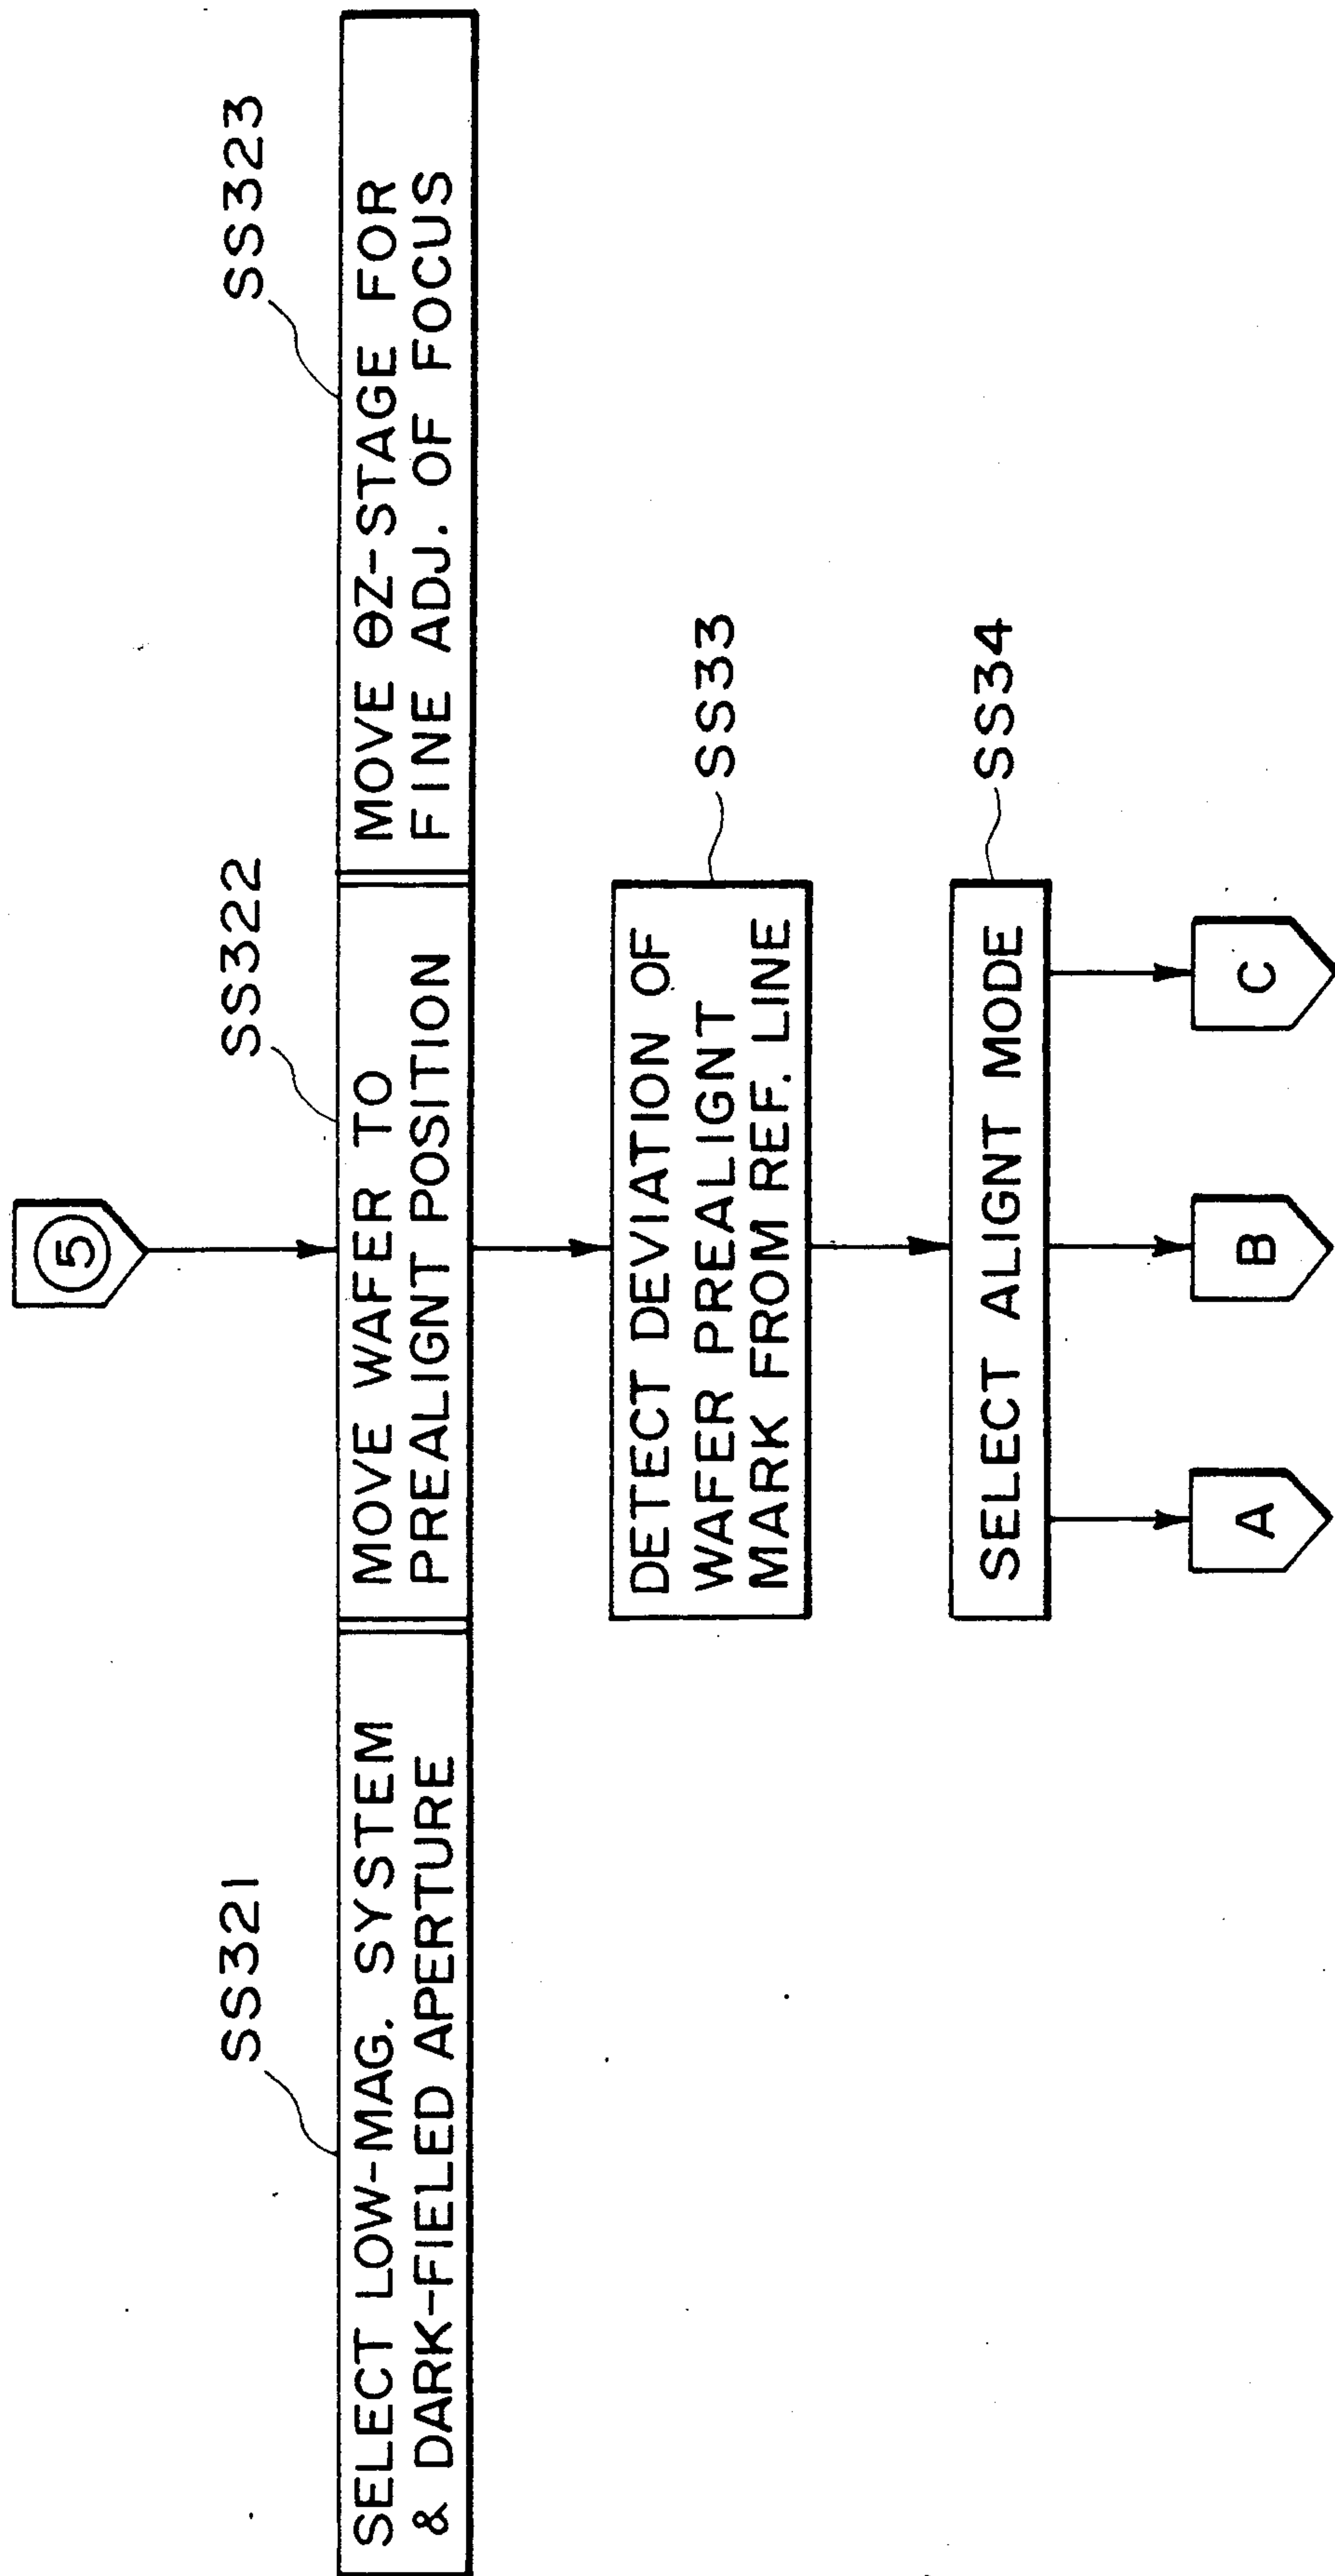 5
SS321
SELECT LOW-MAG. SYSTEM
& DARK-FIELED APERTURE
SS322
MOVE WAFER TO
PREALIGNT POSITION
SS323
MOVE θZ-STAGE FOR
FINE ADJ. OF FOCUS
SS33
DETECT DEVIATION OF
WAFER PREALIGNT
MARK FROM REF. LINE
SS34
SELECT ALIGNT MODE
A
B
C